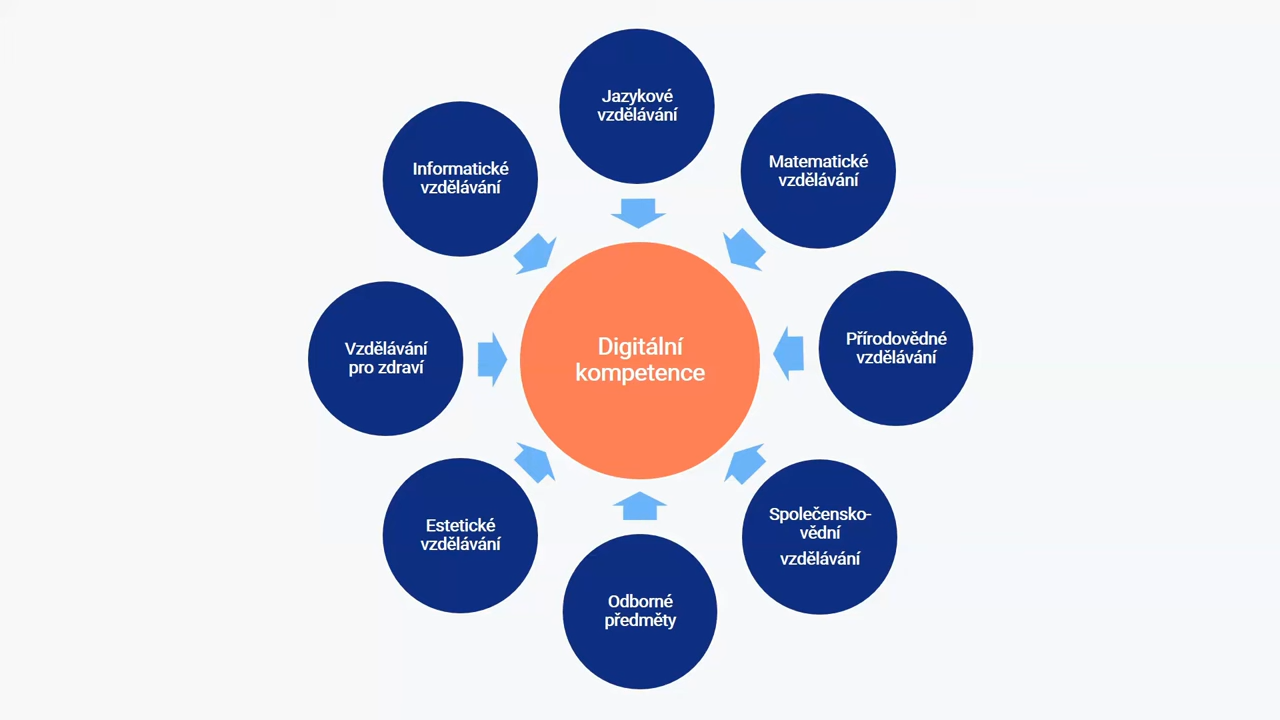 Jazykové
vzdělávání
Matematické
vzdělávání
Informatické
vzdělávání
Přírodovědné
vzdělávání
Digitální
kompetence
Vzdělávání
pro zdraví
Společensko-
vědní
vzdělávání
Estetické
vzdělávání
Odborné
předměty